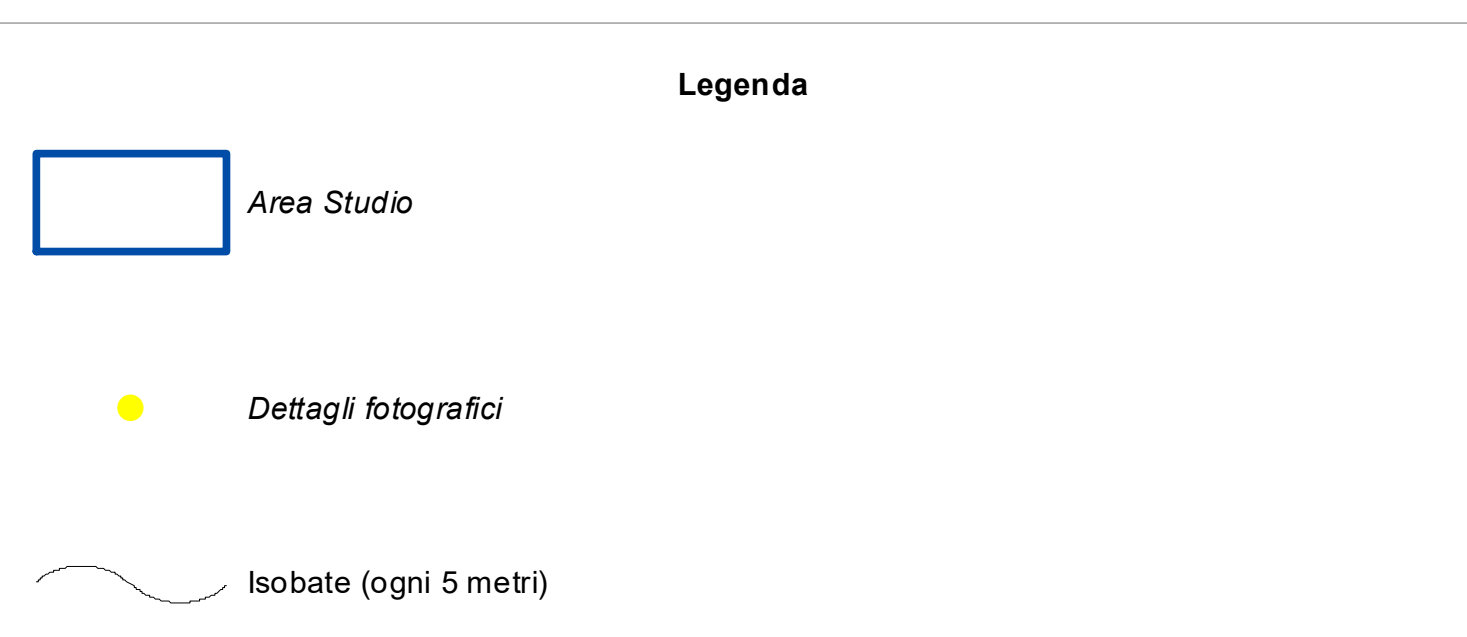 Legenda
Area Studio
Dettagli fotografici
Isobate (ogni 5 metri)